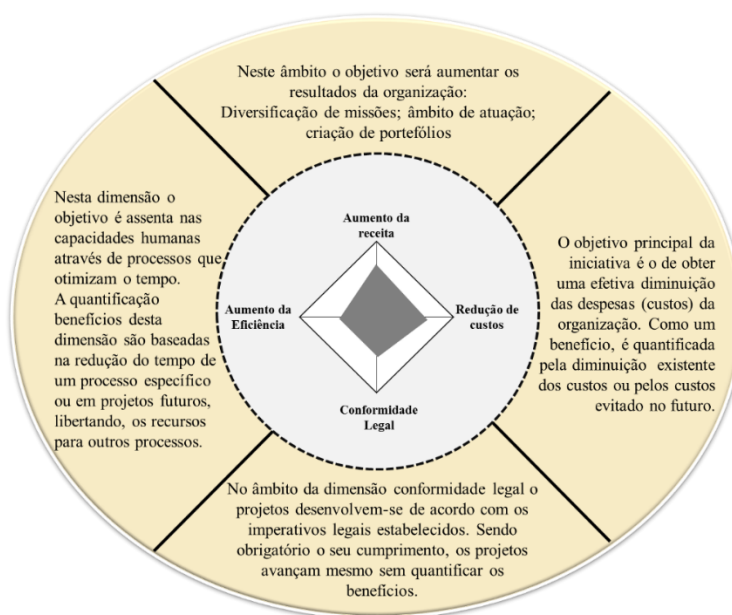 Neste âmbito o objetivo será aumentar os
resultados da organização:
Diversificação de missões; âmbito de atuação;
criação de portefólios
Nesta dimensão o
objetivo é assenta nas
capacidades humanas
através de processos que
otimizam o tempo.
A quantificação
benefícios desta
dimensão são baseadas
na redução do tempo de
um processo específico
ou em projetos futuros,
libertando, os recursos
para outros processos.
Aumento da
receita
Aumento da
Eficiência
Redução de
custos
Conformidade
Legal
O objetivo principal da
iniciativa é o de obter
uma efetiva diminuição
das despesas (custos) da
organização. Como um
benefício, é quantificada
pela diminuição existente
dos custos ou pelos custos
evitado no futuro.
No âmbito da dimensão conformidade legal o
projetos desenvolvem-se de acordo com os
imperativos legais estabelecidos. Sendo
obrigatório o seu cumprimento, os projetos
avançam mesmo sem quantificar os
benefícios.